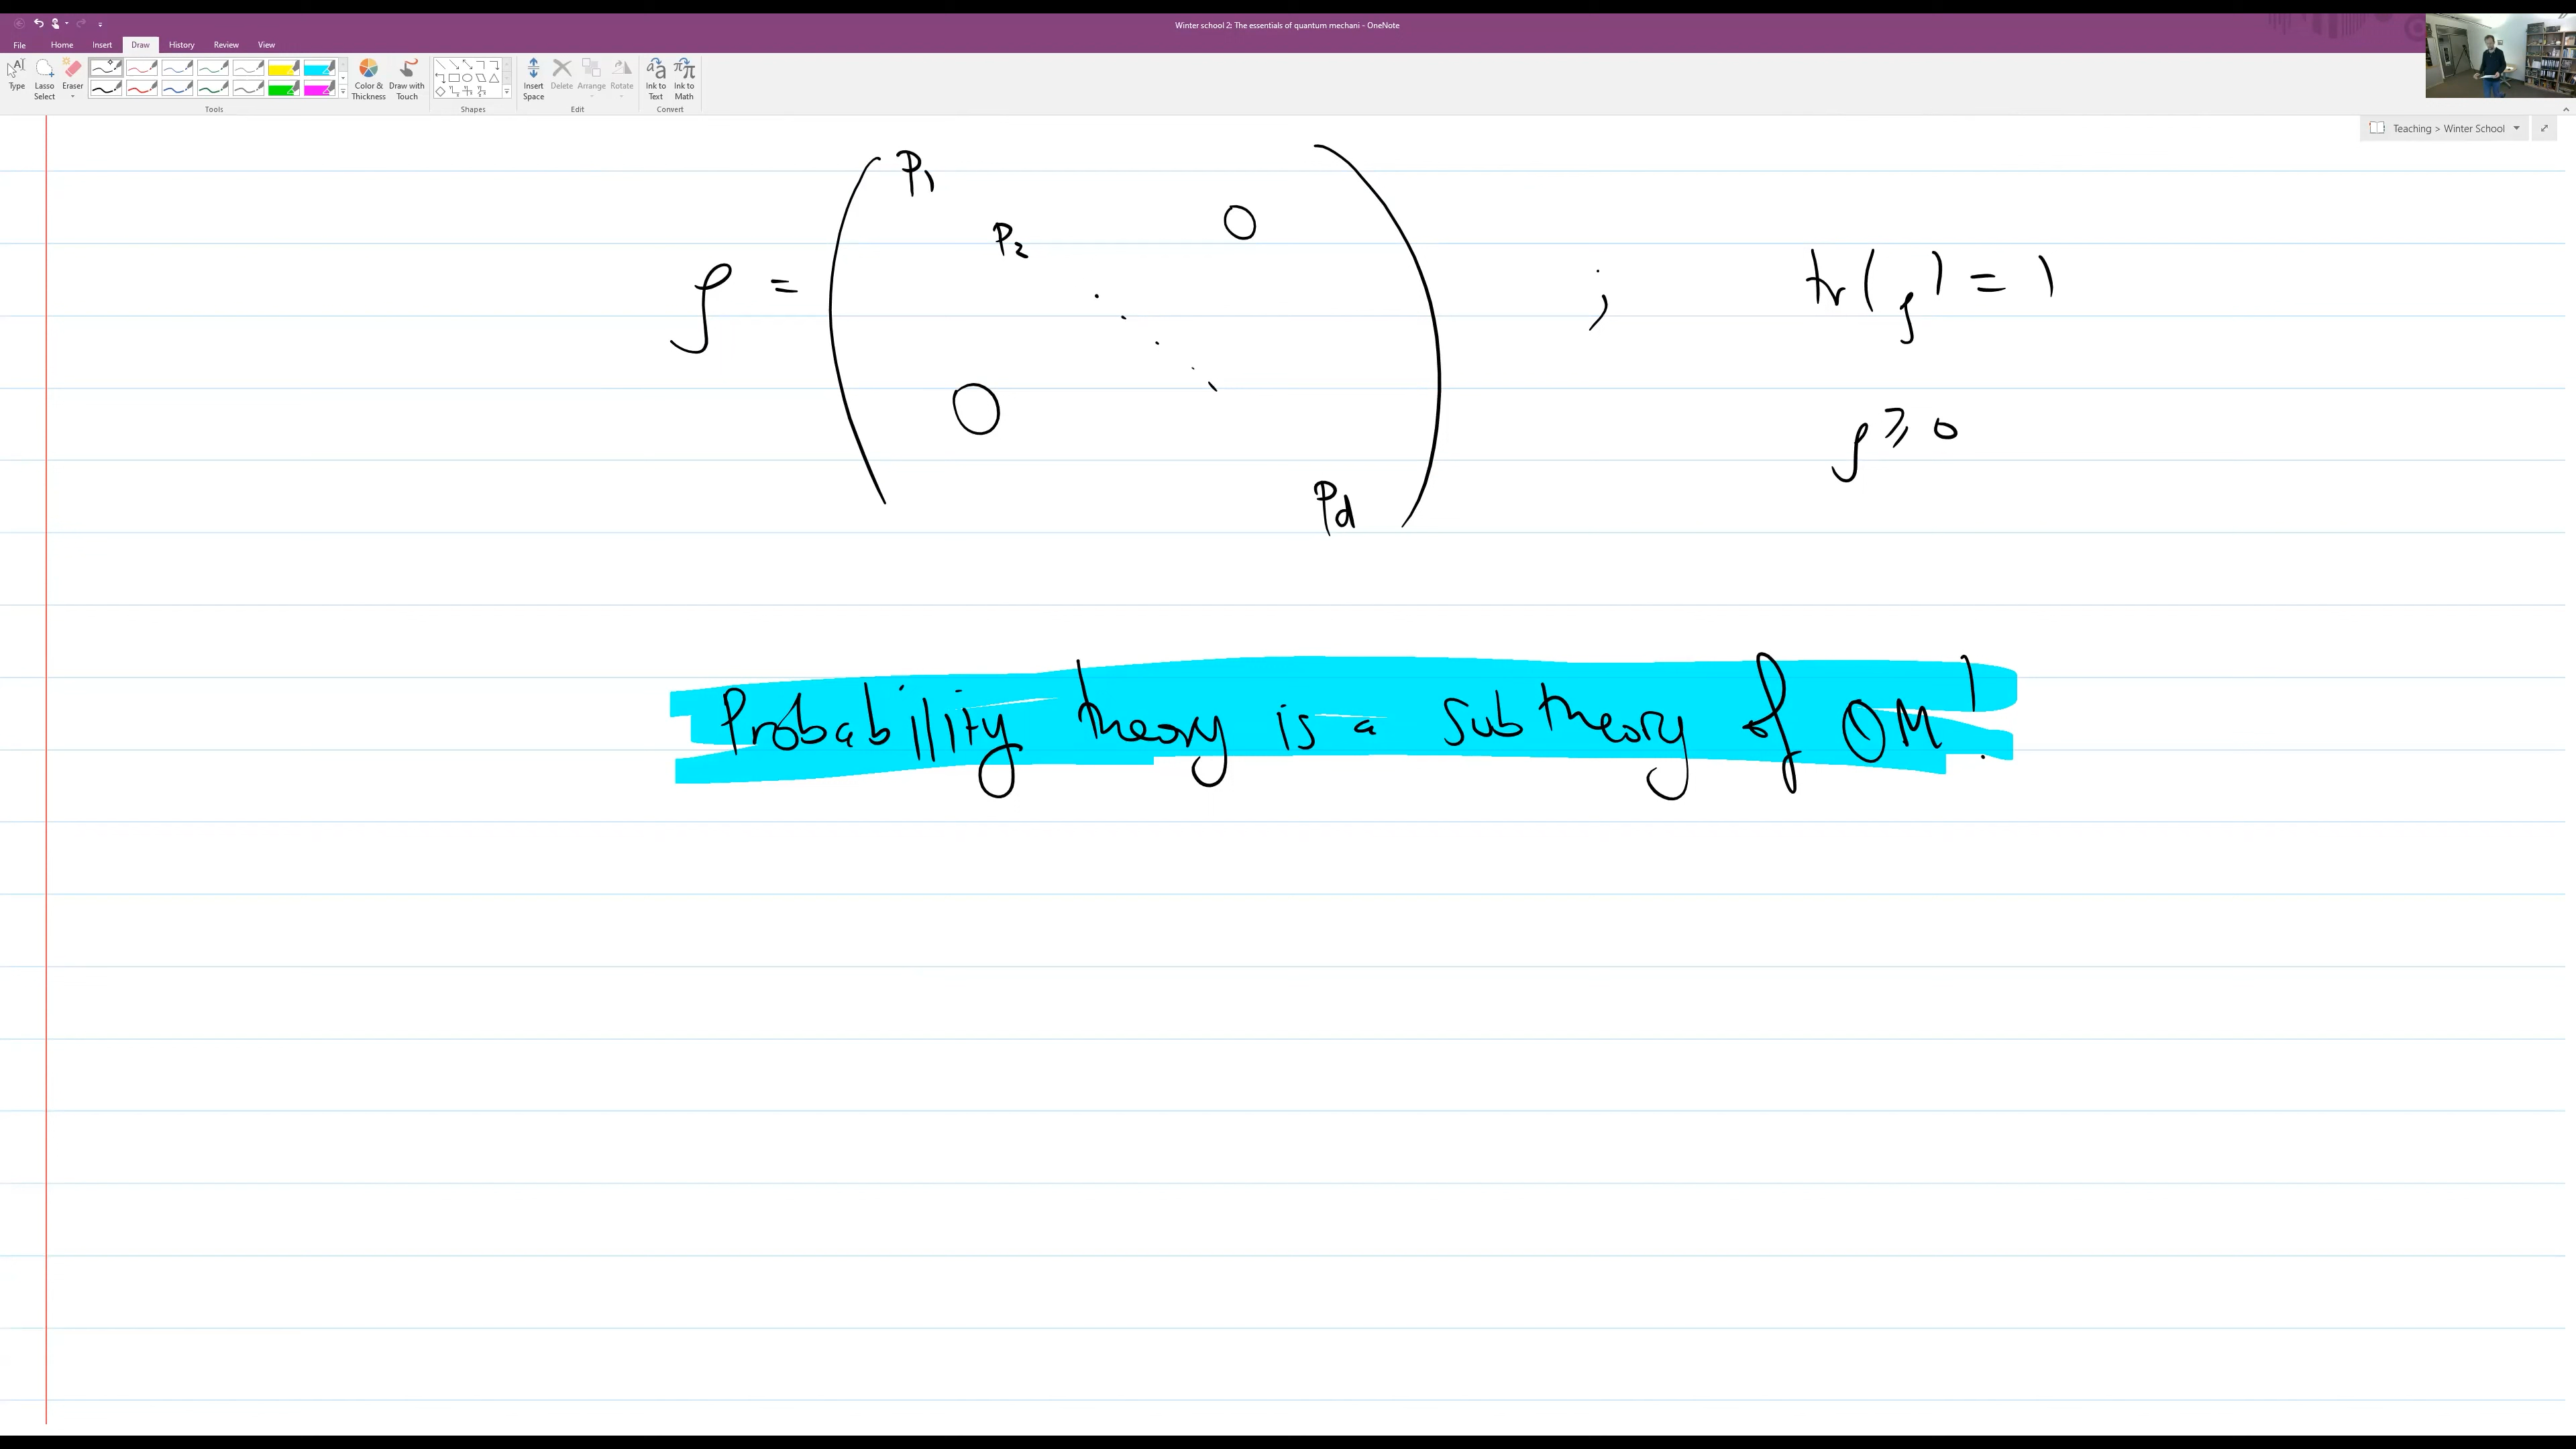 Winter school 2: The essentials of quantum mechani - OneNote
File Home Insert Draw History Review View
Type Lasso Select Eraser Color & Thickness Draw with Touch Insert Space Delete Arrange Rotate Ink to Text Ink to Math
Tools Shapes Edit Convert
Teaching > Winter School
P₁
P₂ 0
ρ = ( ⋱ ) ; tr(ρ) = 1
0 ρ ⩾ 0
Pd
Probabillity theory is a subtheory of QM!